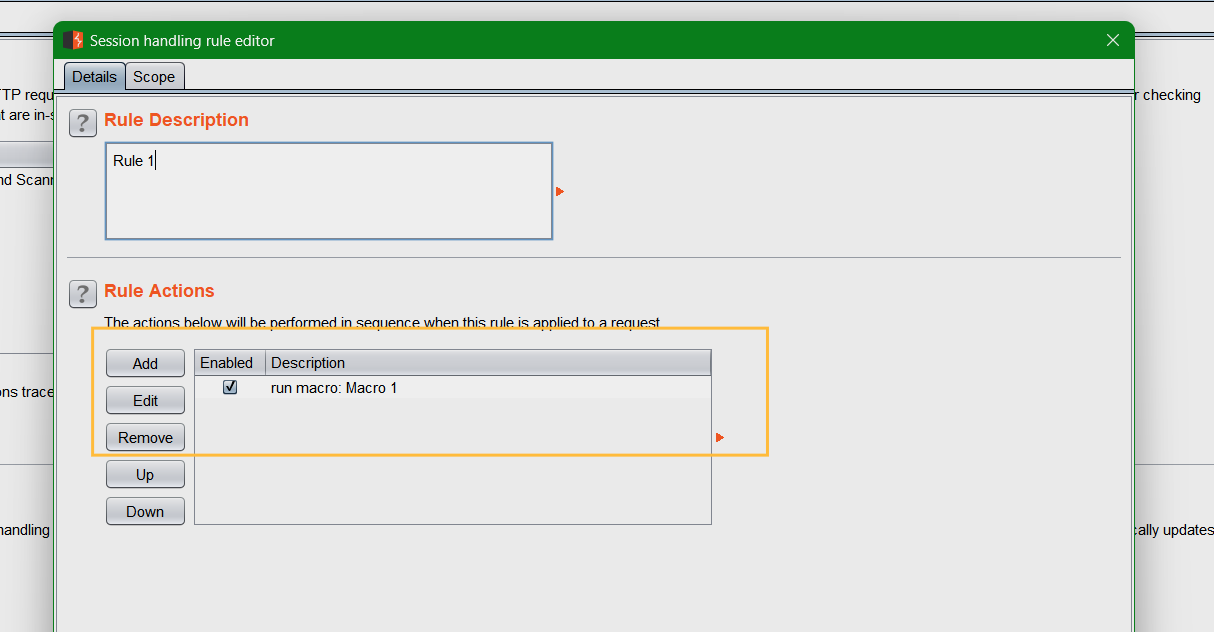 Session handling rule editor
Details Scope
TP requ
r checking
t are in-s
? Rule Description
Rule 1
nd Scann
? Rule Actions
The actions below will be performed in sequence when this rule is applied to a request.
Add Enabled Description
run macro: Macro 1
ons trace
Edit
Remove
Up
Down
handling
cally updates